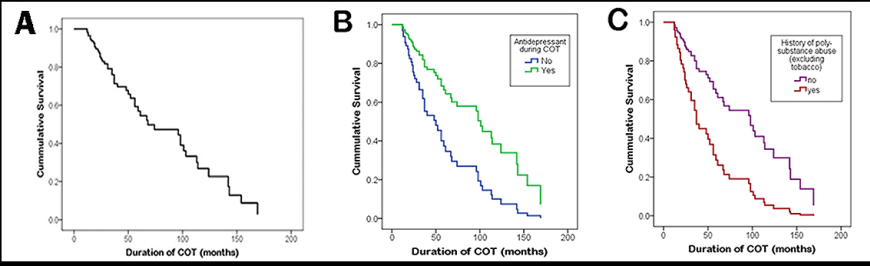 A
1.0
0.8
0.6
0.4
0.2
0.0
Cummulative Survival
0
50
100
150
200
Duration of COT (months)
B
1.0
0.8
0.6
0.4
0.2
0.0
Cummulative Survival
Antidepressant
during COT
No
Yes
0
50
100
150
200
Duration of COT (months)
C
1.0
0.8
0.6
0.4
0.2
0.0
Cummulative Survival
History of poly-
substance abuse
(excluding
tobacco)
no
yes
0
50
100
150
200
Duration of COT (months)